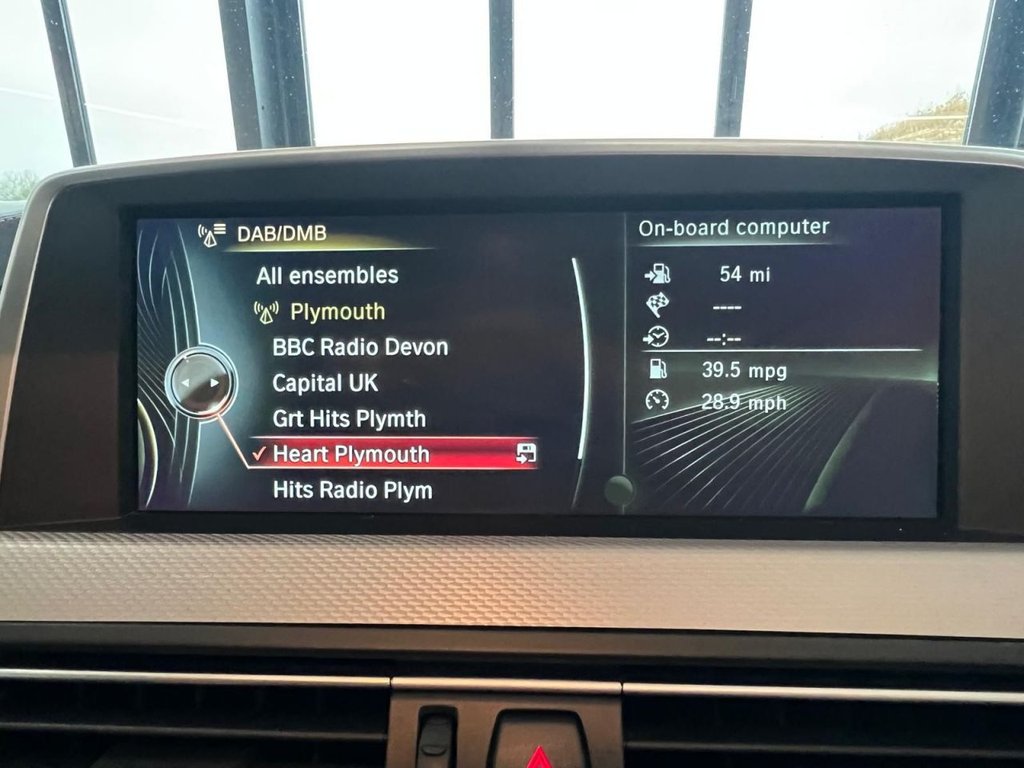 DAB/DMB
All ensembles
Plymouth
BBC Radio Devon
Capital UK
Grt Hits Plymth
Heart Plymouth
Hits Radio Plym
On-board computer
54 mi
----
--:--
39.5 mpg
28.9 mph